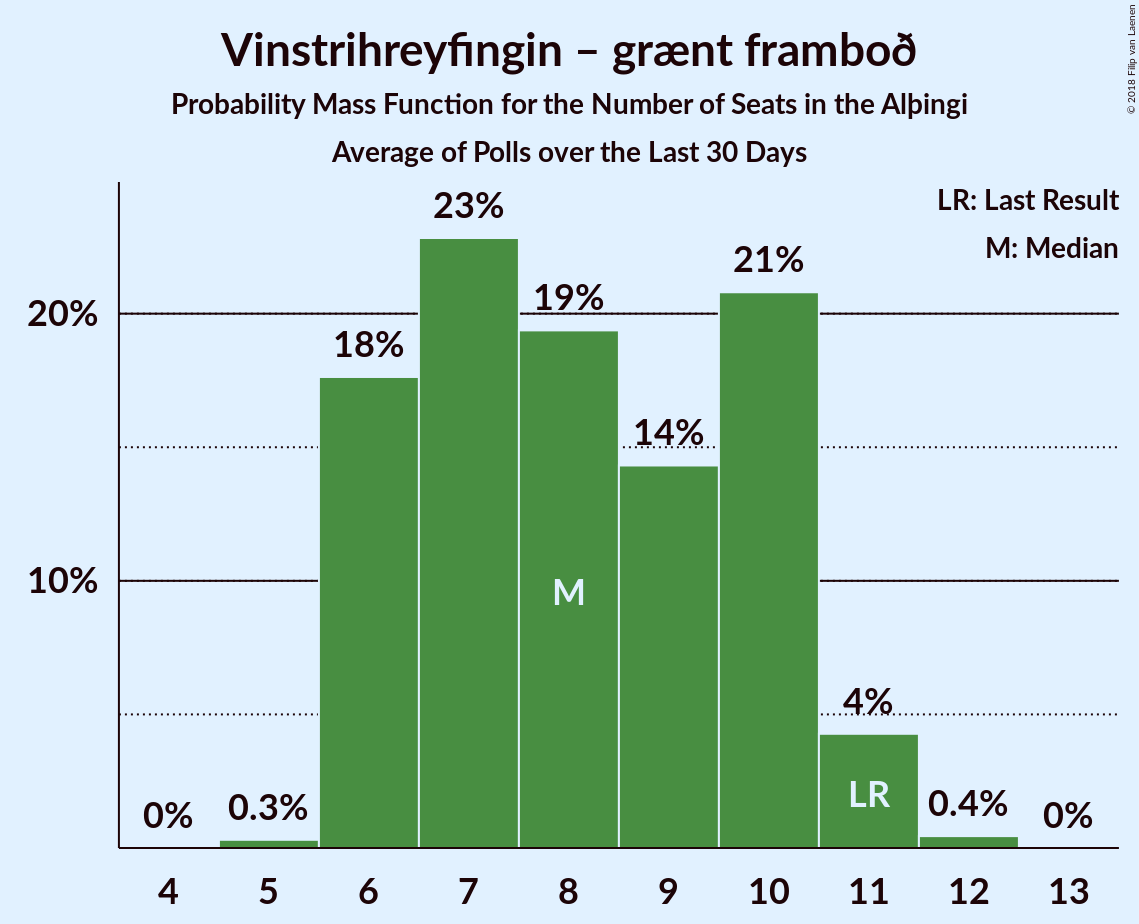 Vinstrihreyfingin – grænt framboð
Probability Mass Function for the Number of Seats in the Alþingi
Average of Polls over the Last 30 Days
© 2018 Filip van Laenen
LR: Last Result
M: Median
20%
10%
0%
0.3%
18%
23%
19%
14%
21%
4%
0.4%
0%
M
LR
4 5 6 7 8 9 10 11 12 13